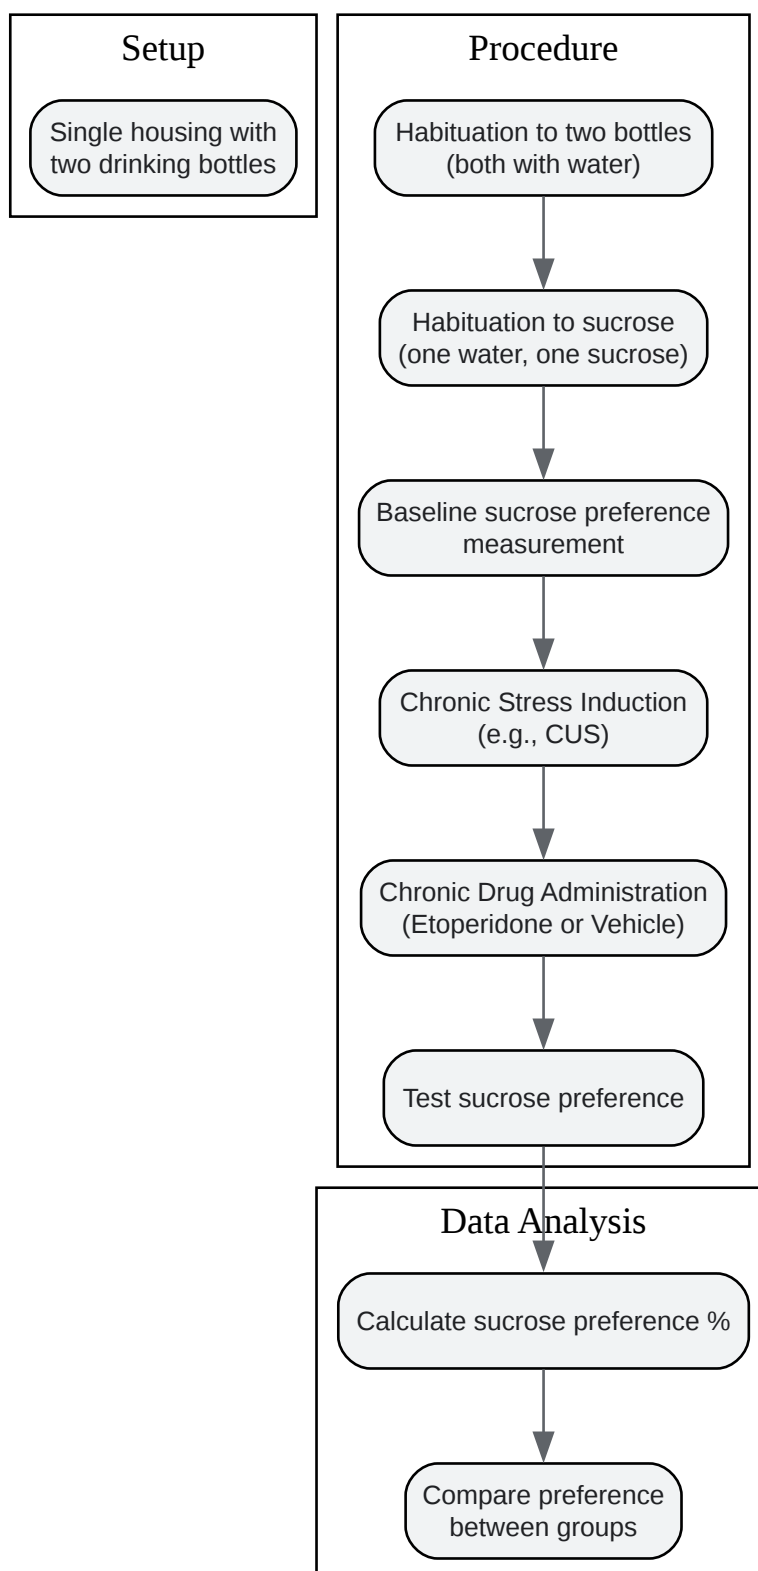 Setup
Single housing with
two drinking bottles
Procedure
Habituation to two bottles
(both with water)
Habituation to sucrose
(one water, one sucrose)
Baseline sucrose preference
measurement
Chronic Stress Induction
(e.g., CUS)
Chronic Drug Administration
(Etoperidone or Vehicle)
Test sucrose preference
Data Analysis
Calculate sucrose preference %
Compare preference
between groups